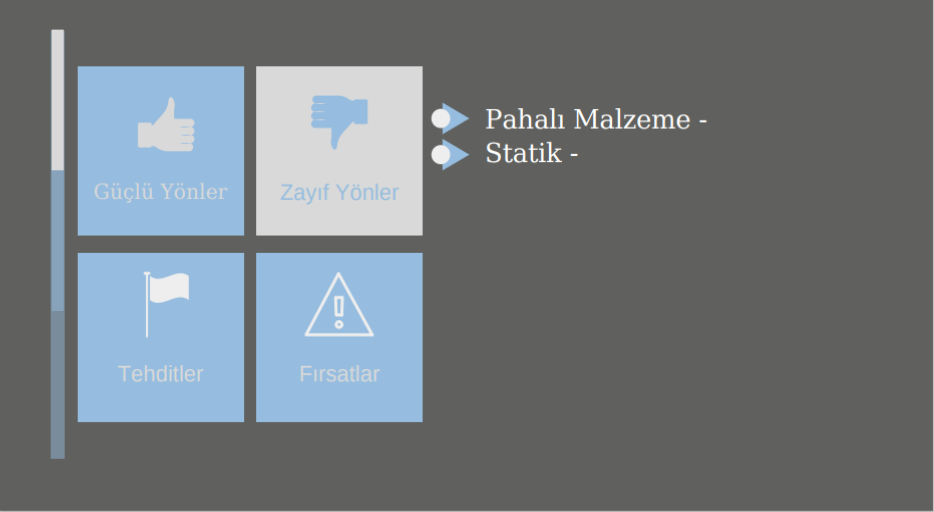 Güçlü Yönler
Zayıf Yönler
Pahalı Malzeme -
Statik -
Tehditler
Fırsatlar